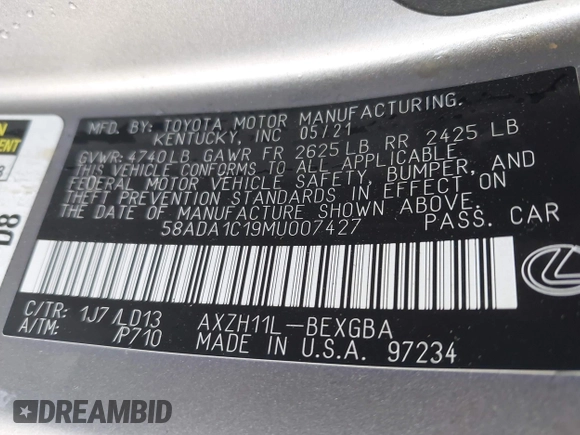 MFD. BY: TOYOTA MOTOR MANUFACTURING.
KENTUCKY, INC 05/21
GVWR: 4740LB GAWR FR 2625LB RR 2425 LB
THIS VEHICLE CONFORMS TO ALL APPLICABLE
FEDERAL MOTOR VEHICLE SAFETY, BUMPER, AND
THEFT PREVENTION STANDARDS IN EFFECT ON
THE DATE OF MANUFACTURE SHOWN ABOVE.
58ADA1C19MU007427 PASS. CAR
C/TR: 1J7/LD13 AXZH11L-BEXGBA
A/TM: /P710 MADE IN U.S.A. 97234
D8
DREAMBID